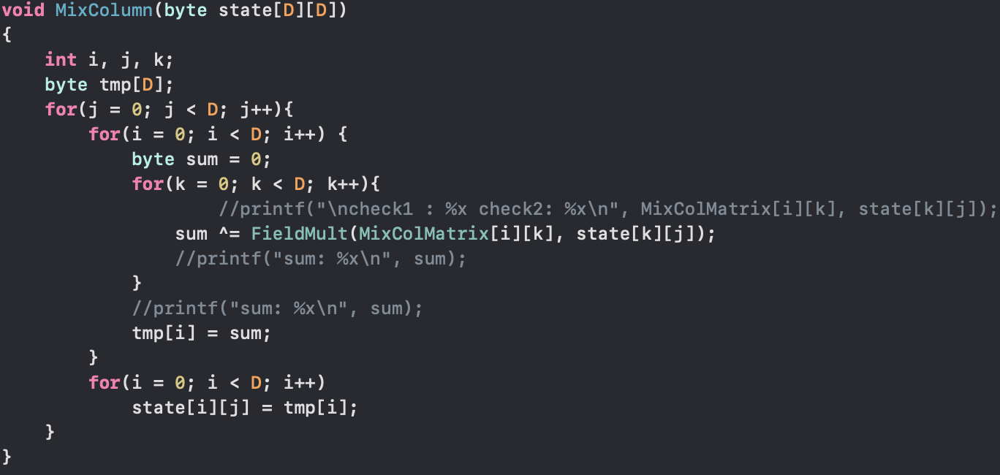 void MixColumn(byte state[D][D])
{
    int i, j, k;
    byte tmp[D];
    for(j = 0; j < D; j++){
        for(i = 0; i < D; i++) {
            byte sum = 0;
            for(k = 0; k < D; k++){
                    //printf("\ncheck1 : %x check2: %x\n", MixColMatrix[i][k], state[k][j]);
                sum ^= FieldMult(MixColMatrix[i][k], state[k][j]);
                //printf("sum: %x\n", sum);
            }
            //printf("sum: %x\n", sum);
            tmp[i] = sum;
        }
        for(i = 0; i < D; i++)
            state[i][j] = tmp[i];
    }
}